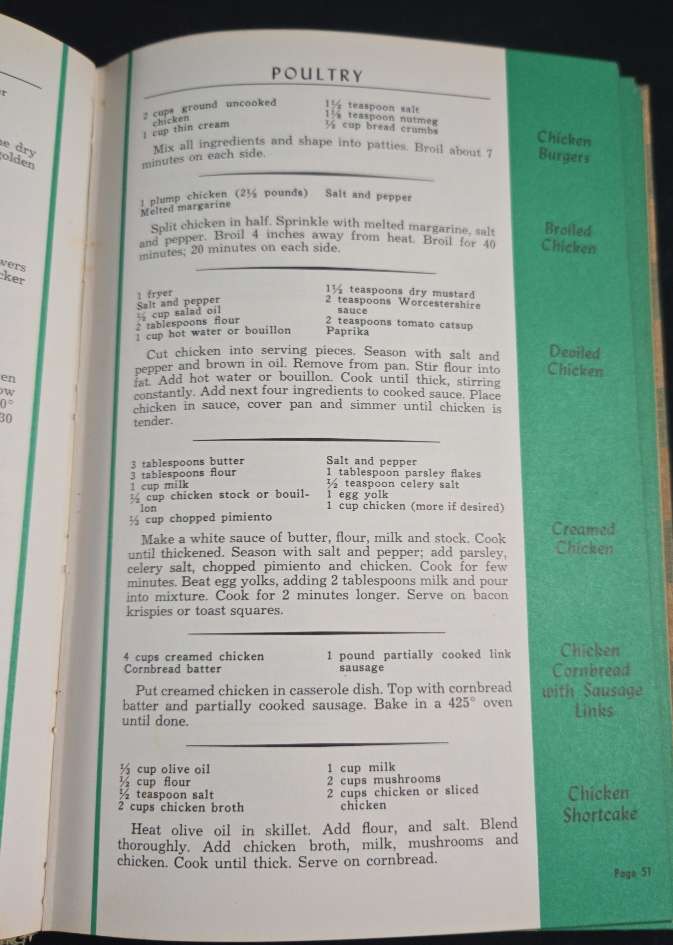 POULTRY
2 cups ground uncooked
chicken
1 cup thin cream
1½ teaspoon salt
1⅛ teaspoon nutmeg
cup bread crumbs
Mix all ingredients and shape into patties. Broil about 7
minutes on each side.
Chicken
Burgers
1 plump chicken (2½ pounds)
Melted margarine
Salt and pepper
Split chicken in half. Sprinkle with melted margarine, salt
and pepper. Broil 4 inches away from heat. Broil for 40
minutes; 20 minutes on each side.
Broiled
Chicken
1 fryer
Salt and pepper
cup salad oil
2 tablespoons flour
1 cup hot water or bouillon
1½ teaspoons dry mustard
2 teaspoons Worcestershire
sauce
2 teaspoons tomato catsup
Paprika
Cut chicken into serving pieces. Season with salt and
pepper and brown in oil. Remove from pan. Stir flour into
fat. Add hot water or bouillon. Cook until thick, stirring
constantly. Add next four ingredients to cooked sauce. Place
chicken in sauce, cover pan and simmer until chicken is
tender.
Deviled
Chicken
3 tablespoons butter
3 tablespoons flour
1 cup milk
½ cup chicken stock or bouil-
lon
cup chopped pimiento
Salt and pepper
1 tablespoon parsley flakes
½ teaspoon celery salt
1 egg yolk
1 cup chicken (more if desired)
Make a white sauce of butter, flour, milk and stock. Cook
until thickened. Season with salt and pepper; add parsley,
celery salt, chopped pimiento and chicken. Cook for few
minutes. Beat egg yolks, adding 2 tablespoons milk and pour
into mixture. Cook for 2 minutes longer. Serve on bacon
krispies or toast squares.
Creamed
Chicken
4 cups creamed chicken
Cornbread batter
1 pound partially cooked link
sausage
Put creamed chicken in casserole dish. Top with cornbread
batter and partially cooked sausage. Bake in a 425° oven
until done.
Chicken
Cornbread
with Sausage
Links
⅓ cup olive oil
½ cup flour
½ teaspoon salt
2 cups chicken broth
1 cup milk
2 cups mushrooms
2 cups chicken or sliced
chicken
Heat olive oil in skillet. Add flour, and salt. Blend
thoroughly. Add chicken broth, milk, mushrooms and
chicken. Cook until thick. Serve on cornbread.
Chicken
Shortcake
Page 51